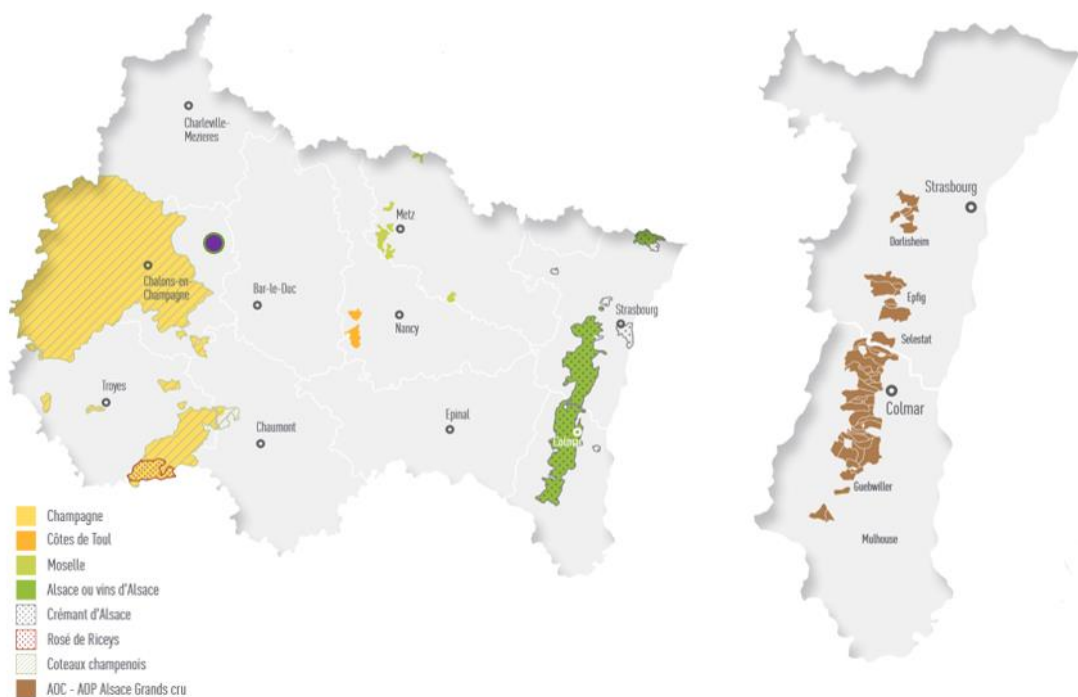 Charleville-
Mezieres
Metz
Chalons-en-
Champagne
Bar-le-Duc
Nancy
Strasbourg
Troyes
Chaumont
Epinal
Colmar
Champagne
Côtes de Toul
Moselle
Alsace ou vins d'Alsace
Crémant d'Alsace
Rosé de Riceys
Coteaux champenois
AOC - AOP Alsace Grands cru
Strasbourg
Dorlisheim
Epfig
Selestat
Colmar
Guebwiller
Mulhouse